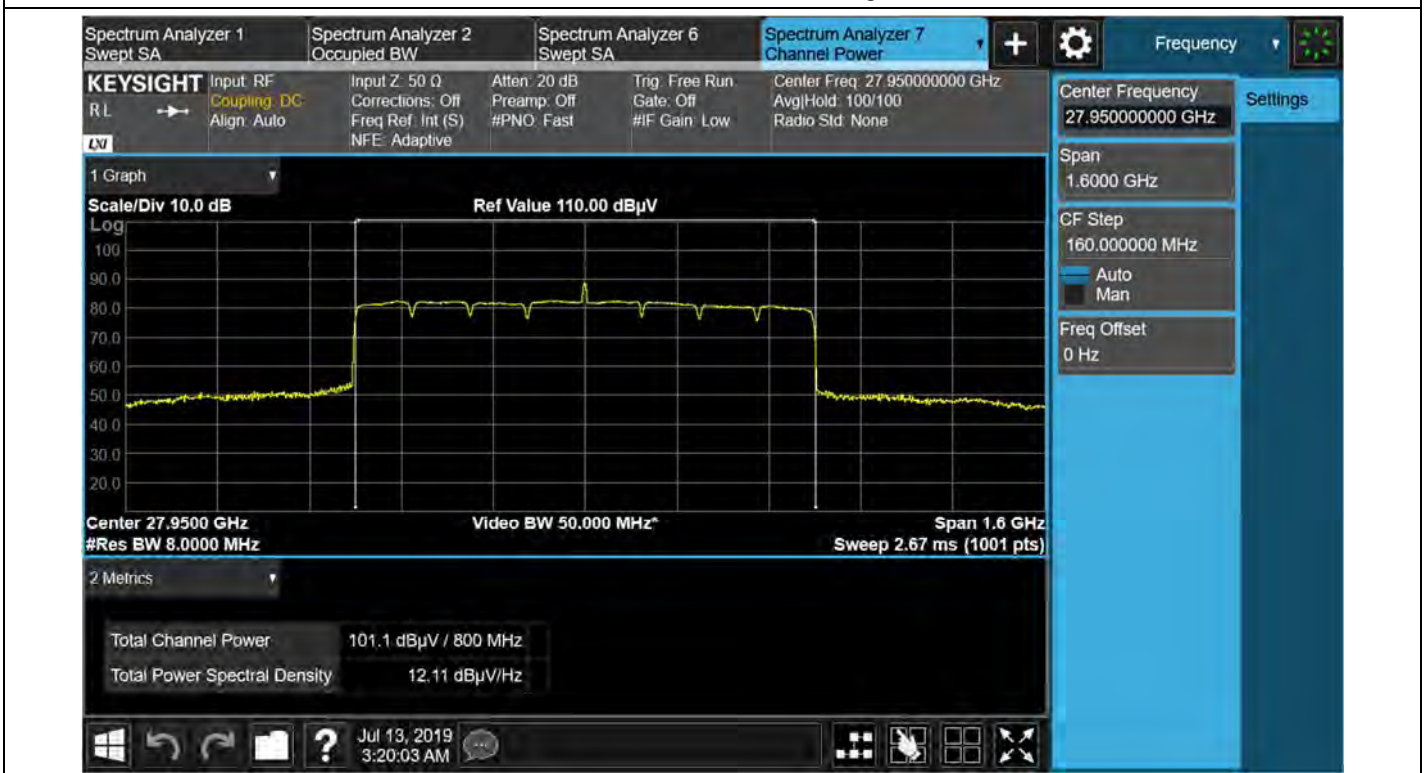 Spectrum Analyzer 1
Swept SA
Spectrum Analyzer 2
Occupied BW
Spectrum Analyzer 6
Swept SA
Spectrum Analyzer 7
Channel Power
+
Frequency
KEYSIGHT
RL
LXI
Input: RF
Coupling: DC
Align: Auto
Input Z: 50 Ω
Corrections: Off
Freq Ref: Int (S)
NFE: Adaptive
Atten: 20 dB
Preamp: Off
#PNO: Fast
Trig: Free Run
Gate: Off
#IF Gain: Low
Center Freq: 27.950000000 GHz
Avg|Hold: 100/100
Radio Std: None
Center Frequency
27.950000000 GHz
Settings
Span
1.6000 GHz
CF Step
160.000000 MHz
Auto
Man
Freq Offset
0 Hz
1 Graph
Scale/Div 10.0 dB
Ref Value 110.00 dBµV
Log
100
90.0
80.0
70.0
60.0
50.0
40.0
30.0
20.0
Center 27.9500 GHz
Video BW 50.000 MHz*
Span 1.6 GHz
#Res BW 8.0000 MHz
Sweep 2.67 ms (1001 pts)
2 Metrics
Total Channel Power 101.1 dBµV / 800 MHz
Total Power Spectral Density 12.11 dBµV/Hz
?
Jul 13, 2019
3:20:03 AM